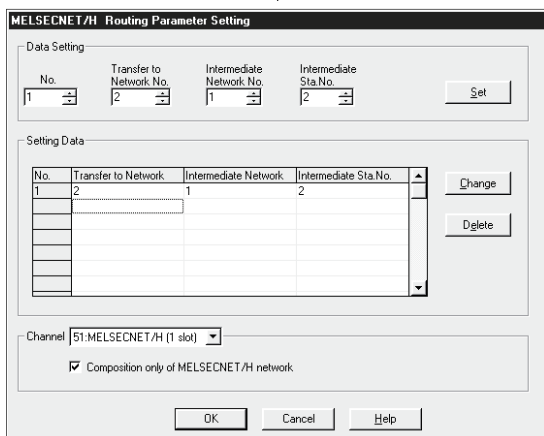 MELSECNET/H Routing Parameter Setting
Data Setting
No.
Transfer to
Network No.
Intermediate
Network No.
Intermediate
Sta.No.
1
2
1
2
Set
Setting Data
No. Transfer to Network Intermediate Network Intermediate Sta.No.
1 2 1 2
Change
Delete
Channel 51:MELSECNET/H (1 slot)
Composition only of MELSECNET/H network
OK Cancel Help